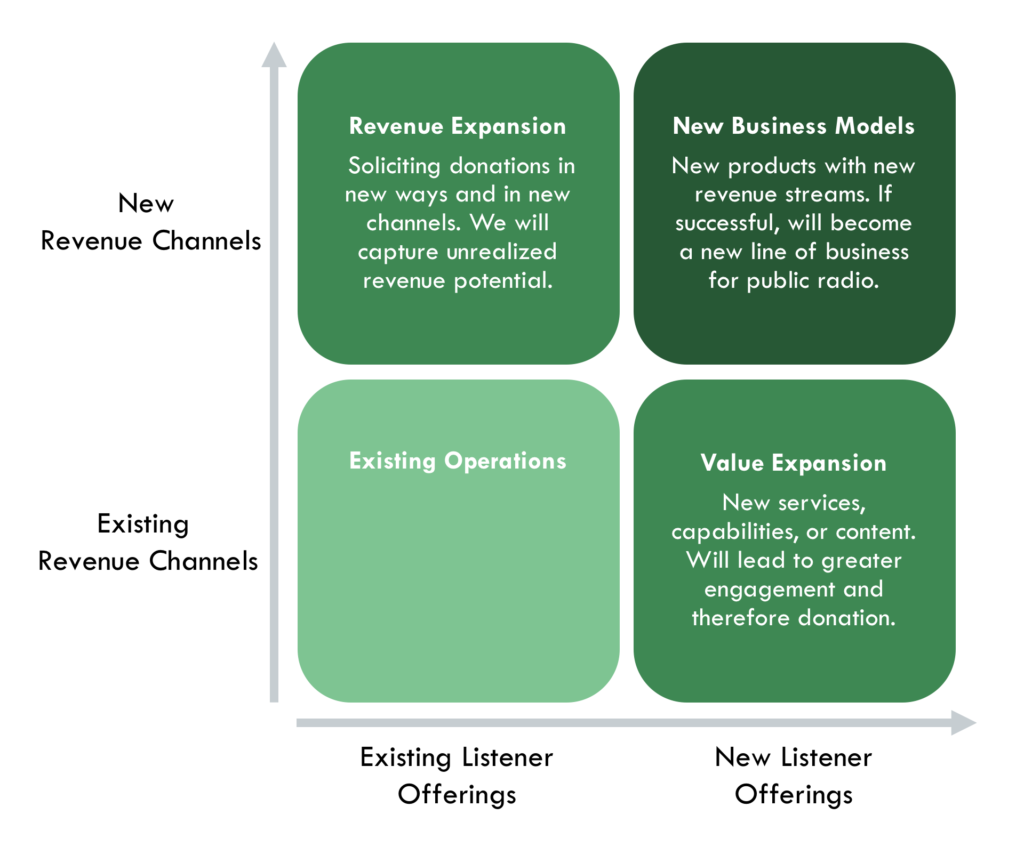 Revenue Expansion
Soliciting donations in
new ways and in new
channels. We will
capture unrealized
revenue potential.
New Business Models
New products with new
revenue streams. If
successful, will become
a new line of business
for public radio.
New
Revenue Channels
Existing Operations
Value Expansion
New services,
capabilities, or content.
Will lead to greater
engagement and
therefore donation.
Existing
Revenue Channels
Existing Listener
Offerings
New Listener
Offerings